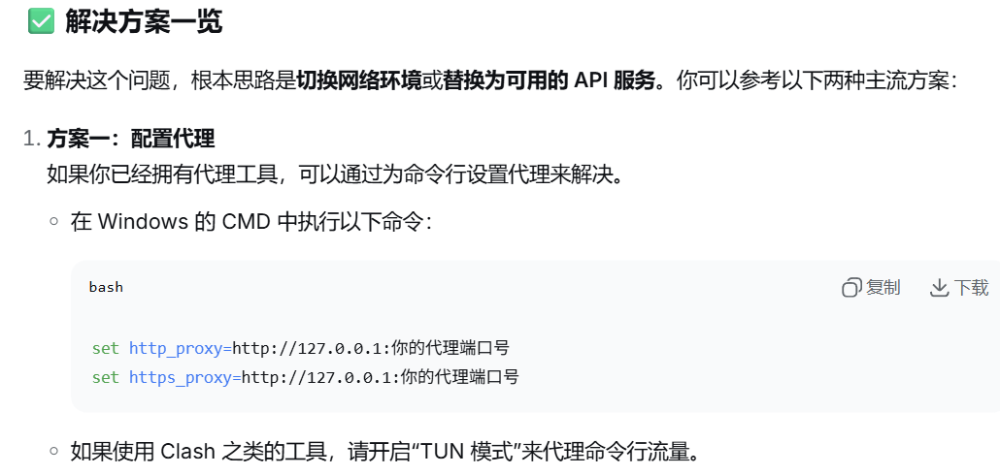 ✅ 解决方案一览
要解决这个问题，根本思路是切换网络环境或替换为可用的 API 服务。你可以参考以下两种主流方案：
1. 方案一：配置代理
如果你已经拥有代理工具，可以通过为命令行设置代理来解决。
○ 在 Windows 的 CMD 中执行以下命令：
bash 复制 下载
set http_proxy=http://127.0.0.1:你的代理端口号
set https_proxy=http://127.0.0.1:你的代理端口号
○ 如果使用 Clash 之类的工具，请开启“TUN 模式”来代理命令行流量。